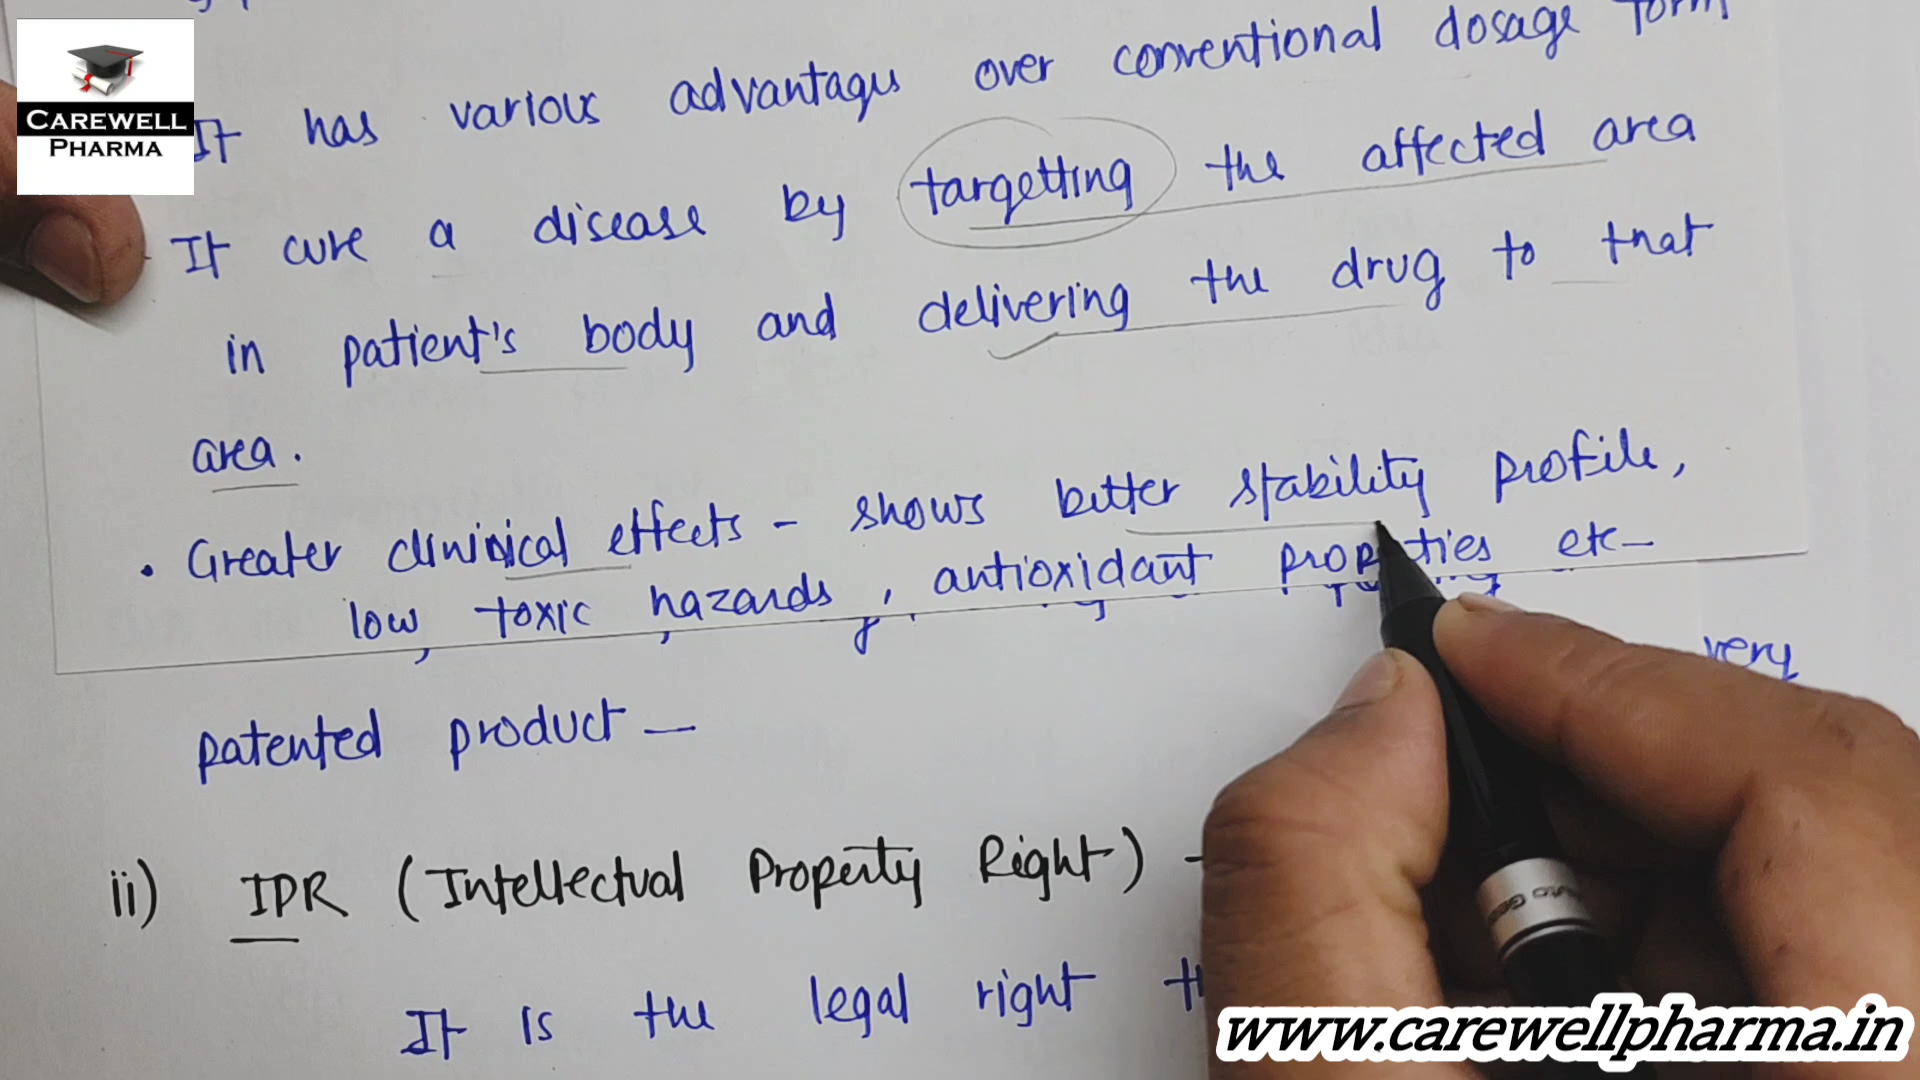 CAREWELL
PHARMA
It has various advantages over conventional dosage form
It cure a disease by targetting the affected area
in patient's body and delivering the drug to that
area.
• Greater clinical effects - shows better stability profile,
low toxic hazards, antioxidant properties etc-
very
patented product -
ii) IPR (Intellectual Property Right) -
It is the legal right
www.carewellpharma.in